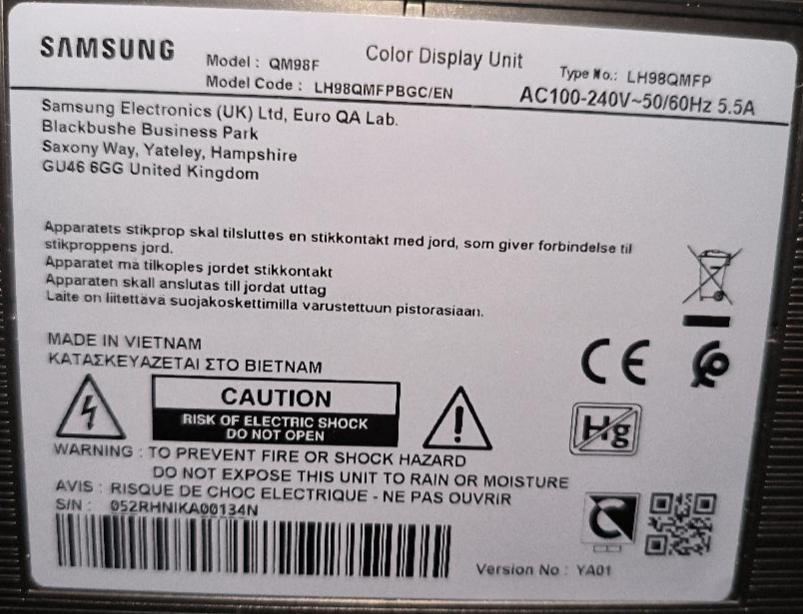 SAMSUNG
Model : QM98F
Color Display Unit
Type No.: LH98QMFP
Model Code : LH98QMFPBGC/EN
AC100-240V~50/60Hz 5.5A
Samsung Electronics (UK) Ltd, Euro QA Lab.
Blackbushe Business Park
Saxony Way, Yateley, Hampshire
GU46 6GG United Kingdom
Apparatets stikprop skal tilsluttes en stikkontakt med jord, som giver forbindelse til
stikproppens jord.
Apparatet må tilkoples jordet stikkontakt
Apparaten skall anslutas till jordat uttag
Laite on liitettävä suojakoskettimilla varustettuun pistorasiaan.
MADE IN VIETNAM
ΚΑΤΑΣΚΕΥΑΖΕΤΑΙ ΣΤΟ ΒΙΕΤΝΑΜ
CE
CAUTION
RISK OF ELECTRIC SHOCK
DO NOT OPEN
Hg
WARNING : TO PREVENT FIRE OR SHOCK HAZARD
DO NOT EXPOSE THIS UNIT TO RAIN OR MOISTURE
AVIS : RISQUE DE CHOC ELECTRIQUE - NE PAS OUVRIR
S/N : 052RHNIKA00134N
Version No : YA01